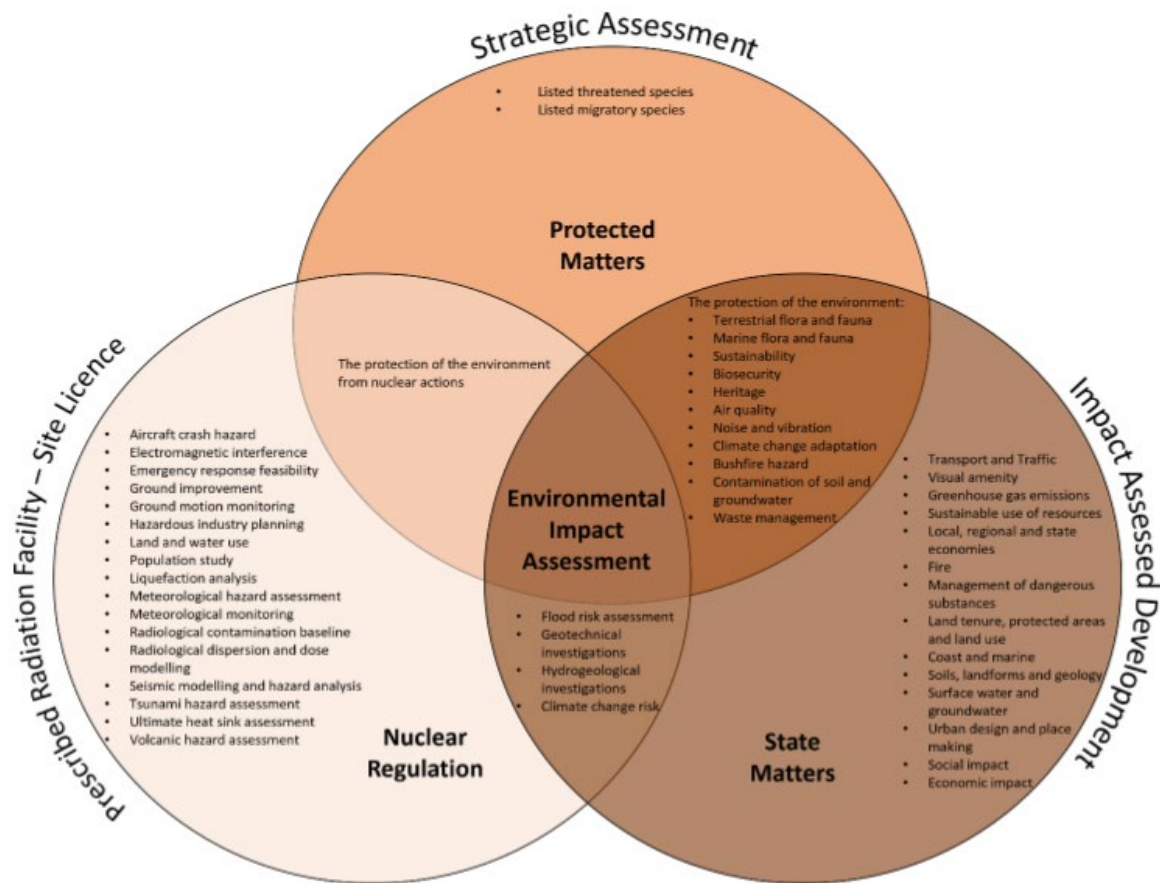 Strategic Assessment
• Listed threatened species
• Listed migratory species
Protected
Matters
The protection of the environment:
• Terrestrial flora and fauna
• Marine flora and fauna
• Sustainability
• Biosecurity
• Heritage
• Air quality
• Noise and vibration
• Climate change adaptation
• Bushfire hazard
• Contamination of soil and
groundwater
• Waste management
The protection of the environment
from nuclear actions
Prescribed Radiation Facility – Site Licence
• Aircraft crash hazard
• Electromagnetic interference
• Emergency response feasibility
• Ground improvement
• Ground motion monitoring
• Hazardous industry planning
• Land and water use
• Population study
• Liquefaction analysis
• Meteorological hazard assessment
• Meteorological monitoring
• Radiological contamination baseline
• Radiological dispersion and dose
modelling
• Seismic modelling and hazard analysis
• Tsunami hazard assessment
• Ultimate heat sink assessment
• Volcanic hazard assessment
Nuclear
Regulation
Environmental
Impact
Assessment
• Flood risk assessment
• Geotechnical
investigations
• Hydrogeological
investigations
• Climate change risk
Impact Assessed Development
• Transport and Traffic
• Visual amenity
• Greenhouse gas emissions
• Sustainable use of resources
• Local, regional and state
economies
• Fire
• Management of dangerous
substances
• Land tenure, protected areas
and land use
• Coast and marine
• Soils, landforms and geology
• Surface water and
groundwater
• Urban design and place
making
• Social impact
• Economic impact
State
Matters